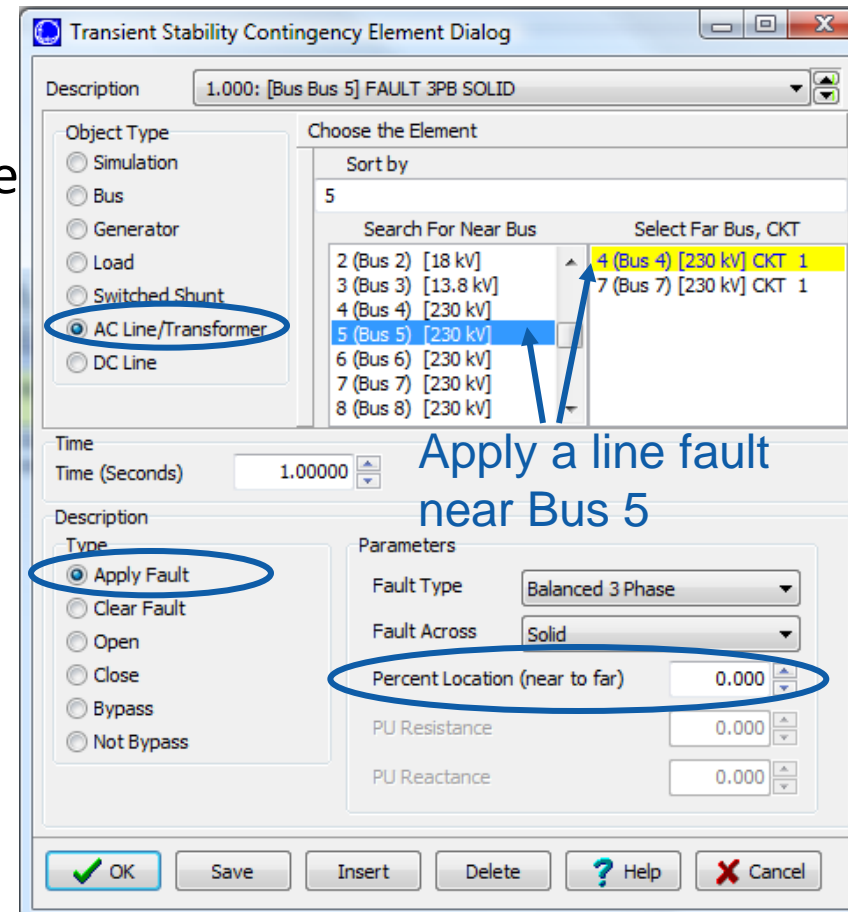 Transient Stability Contingency Element Dialog
Description 1.000: [Bus Bus 5] FAULT 3PB SOLID
e
Object Type
Simulation
Bus
Generator
Load
Switched Shunt
AC Line/Transformer
DC Line
Choose the Element
Sort by
5
Search For Near Bus
2 (Bus 2) [18 kV]
3 (Bus 3) [13.8 kV]
4 (Bus 4) [230 kV]
5 (Bus 5) [230 kV]
6 (Bus 6) [230 kV]
7 (Bus 7) [230 kV]
8 (Bus 8) [230 kV]
Select Far Bus, CKT
4 (Bus 4) [230 kV] CKT 1
7 (Bus 7) [230 kV] CKT 1
Time
Time (Seconds) 1.00000
Apply a line fault
near Bus 5
Description
Type
Apply Fault
Clear Fault
Open
Close
Bypass
Not Bypass
Parameters
Fault Type Balanced 3 Phase
Fault Across Solid
Percent Location (near to far) 0.000
PU Resistance 0.000
PU Reactance 0.000
OK Save Insert Delete ? Help Cancel